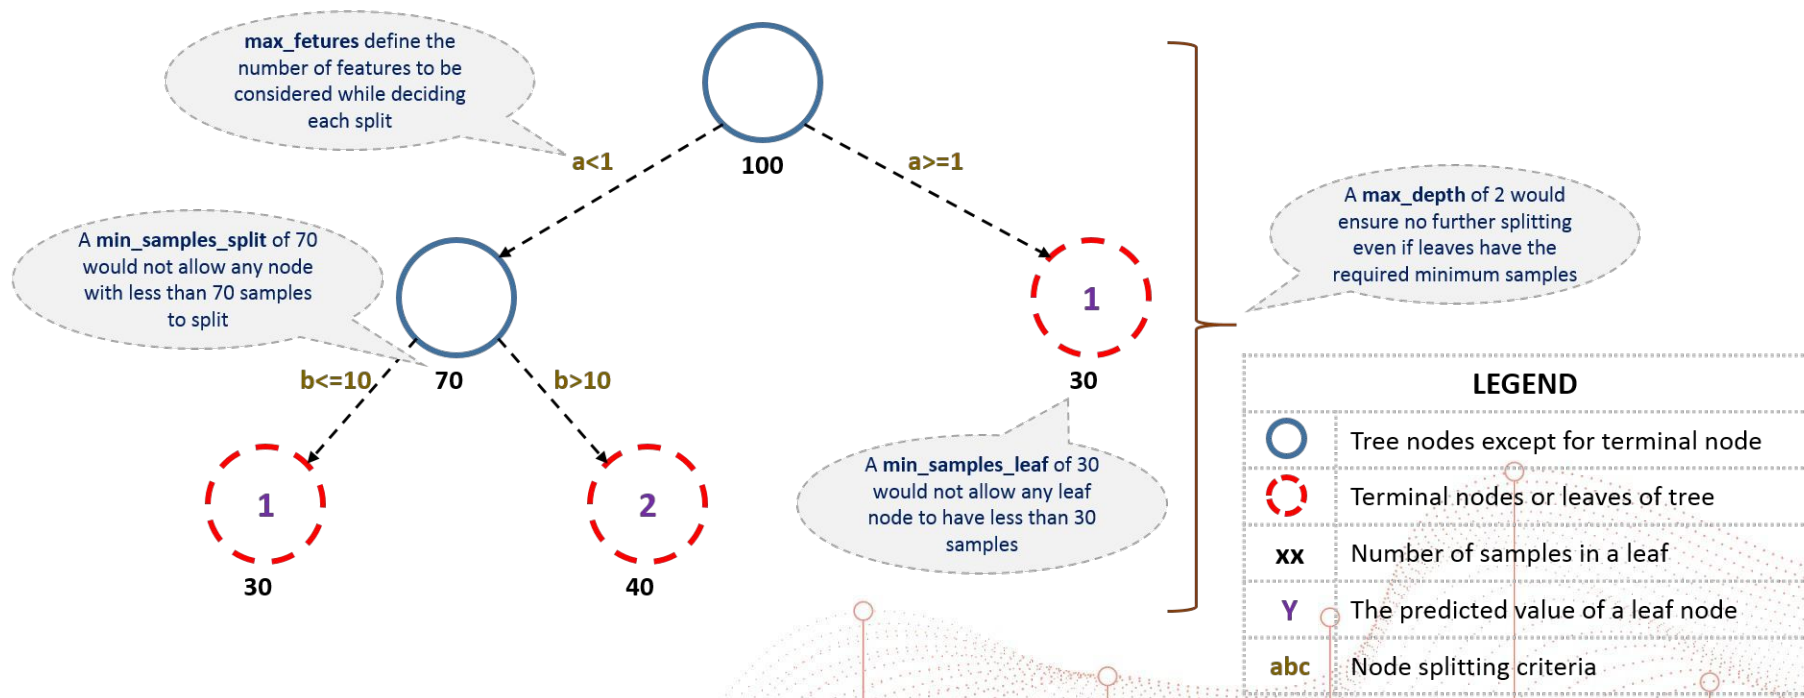 max_fetures define the
number of features to be
considered while deciding
each split
a<1
100
a>=1
A max_depth of 2 would
ensure no further splitting
even if leaves have the
required minimum samples
A min_samples_split of 70
would not allow any node
with less than 70 samples
to split
1
b<=10
70
b>10
30
A min_samples_leaf of 30
would not allow any leaf
node to have less than 30
samples
1
30
2
40
LEGEND
Tree nodes except for terminal node
Terminal nodes or leaves of tree
xx Number of samples in a leaf
Y The predicted value of a leaf node
abc Node splitting criteria